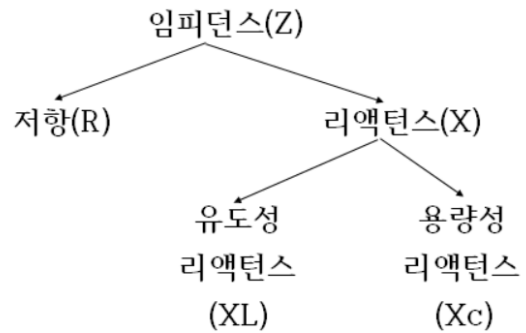 임피던스(Z)
저항(R)
리액턴스(X)
유도성
리액턴스
(XL)
용량성
리액턴스
(Xc)